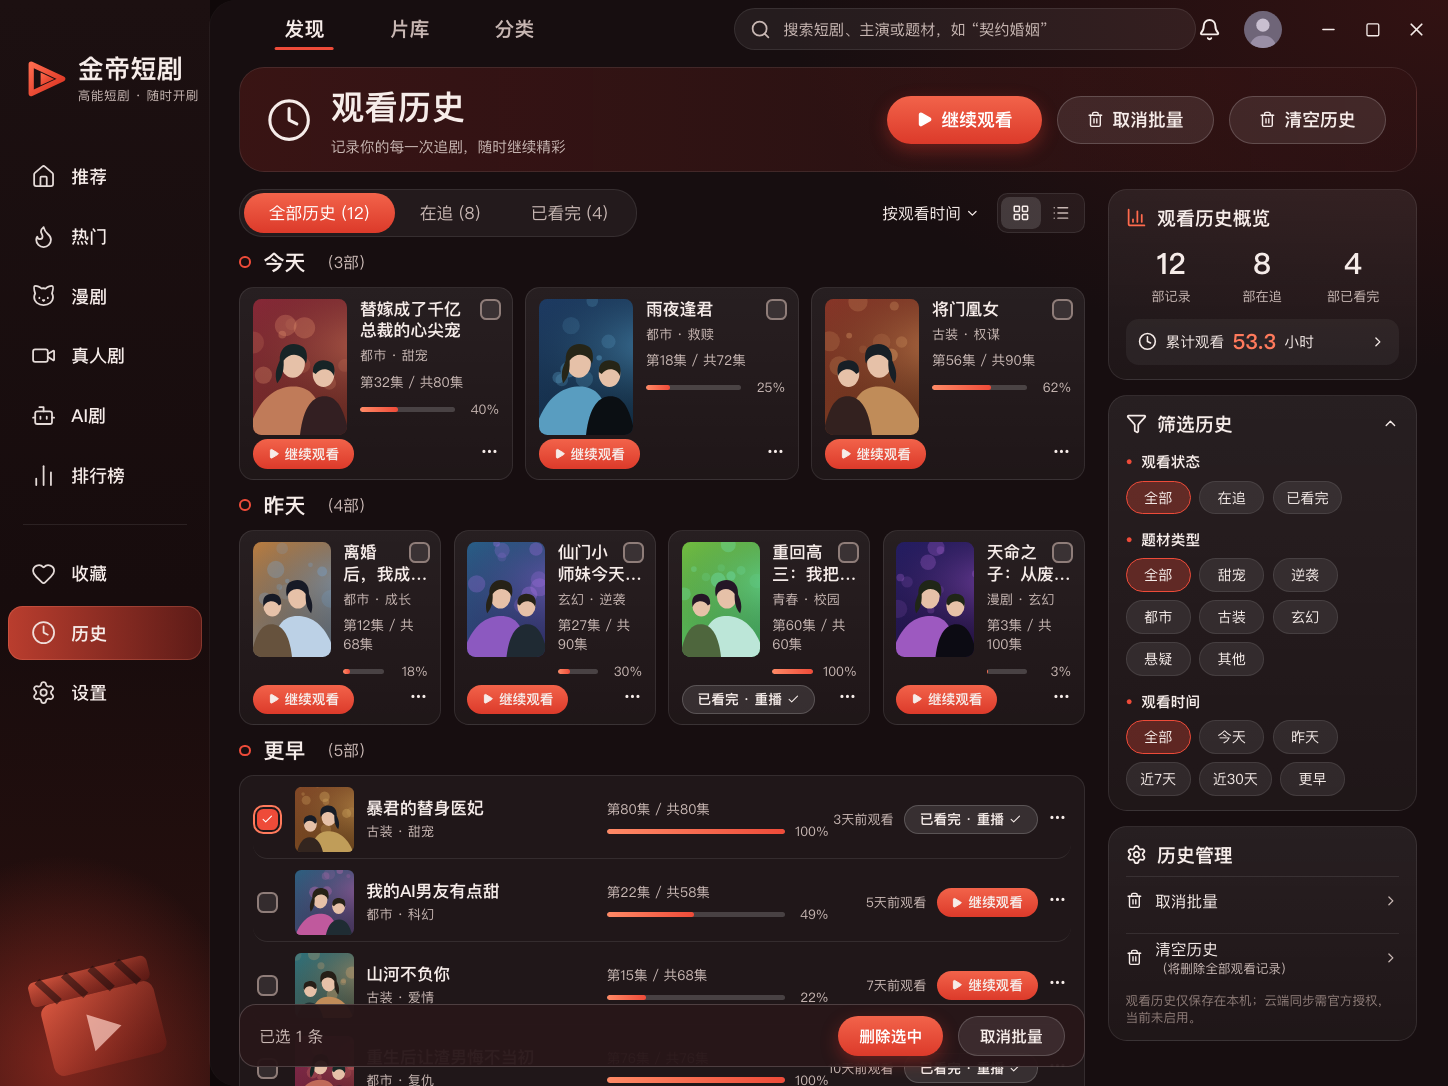 金帝短剧
高能短剧 · 随时开刷
推荐
热门
漫剧
真人剧
AI剧
排行榜
收藏
历史
设置
发现
片库
分类
搜索短剧、主演或题材，如 “契约婚姻”
观看历史
记录你的每一次追剧，随时继续精彩
继续观看
取消批量
清空历史
全部历史 (12)
在追 (8)
已看完 (4)
按观看时间
今天 (3部)
替嫁成了千亿
总裁的心尖宠
都市 · 甜宠
第32集 / 共80集
40%
继续观看
雨夜逢君
都市 · 救赎
第18集 / 共72集
25%
继续观看
将门凰女
古装 · 权谋
第56集 / 共90集
62%
继续观看
昨天 (4部)
离婚
后，我成…
都市 · 成长
第12集 / 共
68集
18%
继续观看
仙门小
师妹今天…
玄幻 · 逆袭
第27集 / 共
90集
30%
继续观看
重回高
三：我把…
青春 · 校园
第60集 / 共
60集
100%
已看完 · 重播
天命之
子：从废…
漫剧 · 玄幻
第3集 / 共
100集
3%
继续观看
更早 (5部)
暴君的替身医妃
古装 · 甜宠
第80集 / 共80集
100%
3天前观看
已看完 · 重播
我的AI男友有点甜
都市 · 科幻
第22集 / 共58集
49%
5天前观看
继续观看
山河不负你
古装 · 爱情
第15集 / 共68集
22%
7天前观看
继续观看
已选 1 条
删除选中
取消批量
重生后让渣男悔不当初
都市 · 复仇
100%
10天前观看
已看完 · 重播
观看历史概览
12
部记录
8
部在追
4
部已看完
累计观看 53.3 小时
筛选历史
观看状态
全部
在追
已看完
题材类型
全部
甜宠
逆袭
都市
古装
玄幻
悬疑
其他
观看时间
全部
今天
昨天
近7天
近30天
更早
历史管理
取消批量
清空历史
(将删除全部观看记录)
观看历史仅保存在本机；云端同步需官方授权，
当前未启用。